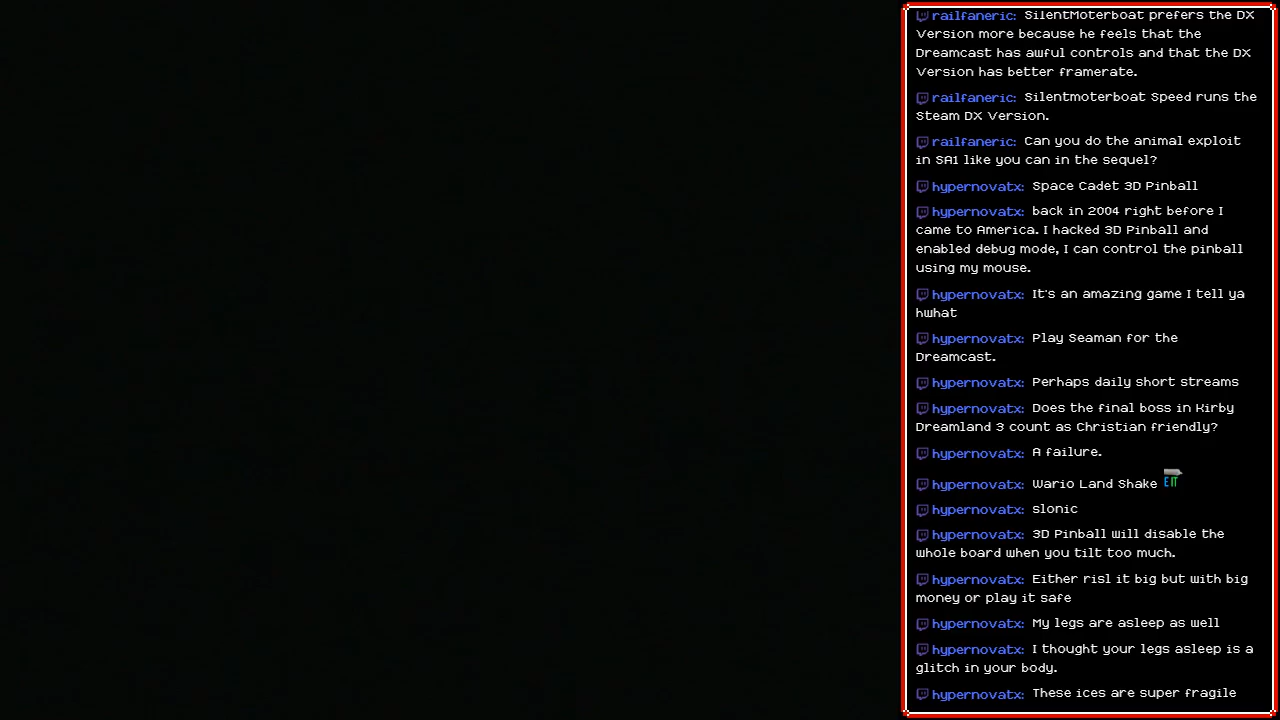 railfaneric: SilentMoterboat prefers the DX
Version more because he feels that the
Dreamcast has awful controls and that the DX
Version has better framerate.
railfaneric: Silentmoterboat Speed runs the
Steam DX Version.
railfaneric: Can you do the animal exploit
in SA1 like you can in the sequel?
hypernovatx: Space Cadet 3D Pinball
hypernovatx: back in 2004 right before I
came to America. I hacked 3D Pinball and
enabled debug mode, I can control the pinball
using my mouse.
hypernovatx: It's an amazing game I tell ya
hwhat
hypernovatx: Play Seaman for the
Dreamcast.
hypernovatx: Perhaps daily short streams
hypernovatx: Does the final boss in Kirby
Dreamland 3 count as Christian friendly?
hypernovatx: A failure.
hypernovatx: Wario Land Shake E IT
hypernovatx: slonic
hypernovatx: 3D Pinball will disable the
whole board when you tilt too much.
hypernovatx: Either risl it big but with big
money or play it safe
hypernovatx: My legs are asleep as well
hypernovatx: I thought your legs asleep is a
glitch in your body.
hypernovatx: These ices are super fragile